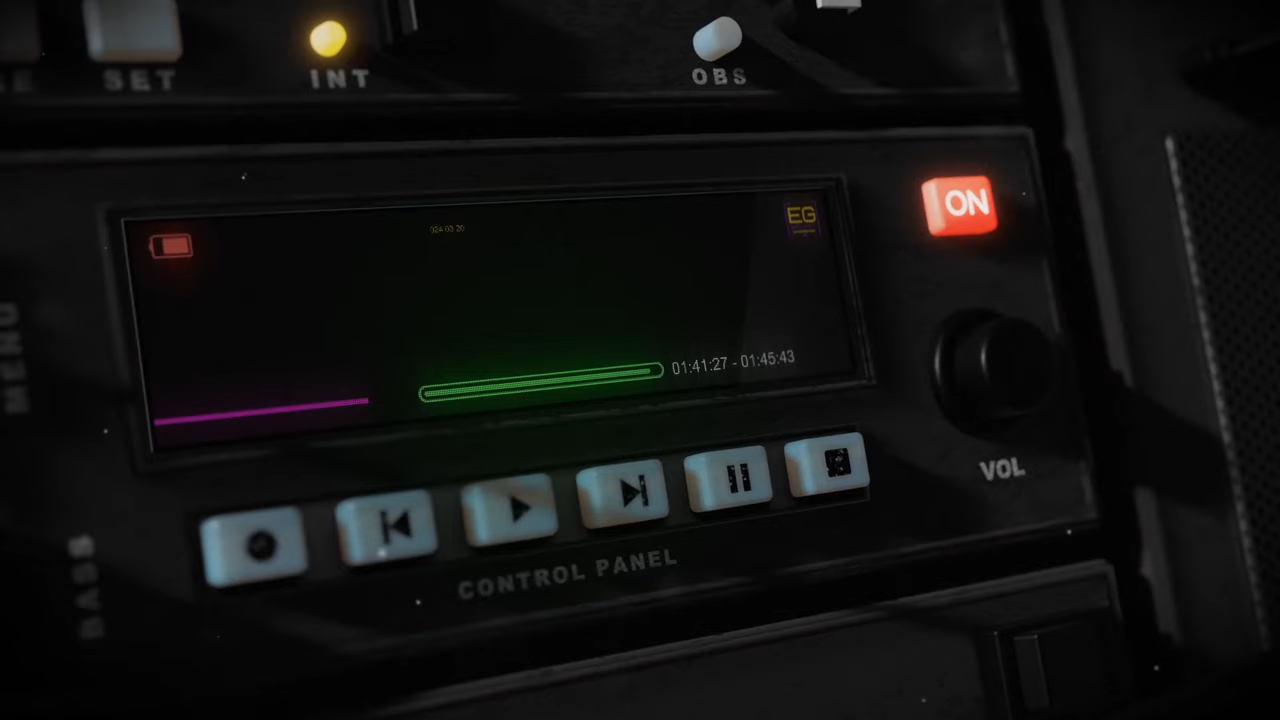 SET
INT
OBS
EG
024 03 20
ON
01:41:27 - 01:45:43
MENU
VOL
CONTROL PANEL
BASS